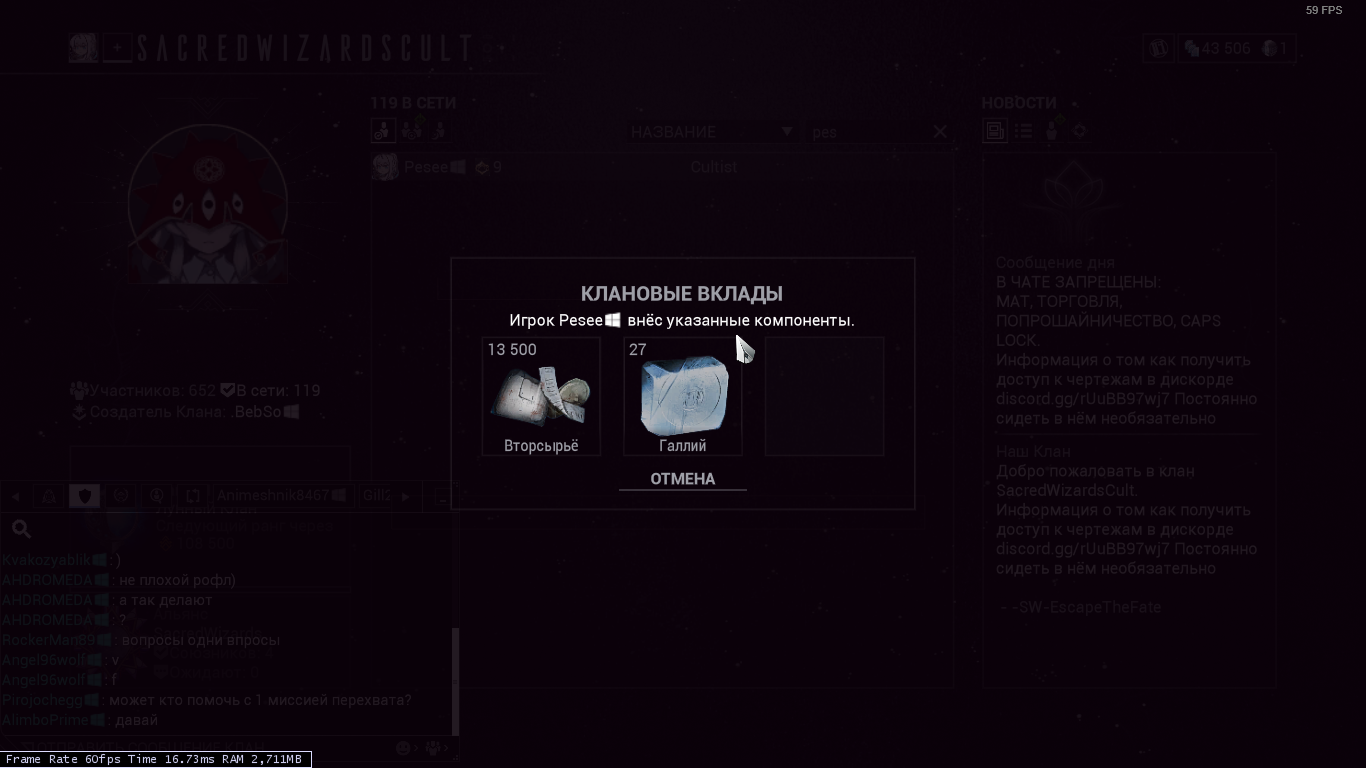 59 FPS
SACREDWIZARDSCULT
43 506 1
119 В СЕТИ
НОВОСТИ
НАЗВАНИЕ pes
Pesee 9 Cultist
Сообщение дня
В ЧАТЕ ЗАПРЕЩЕНЫ:
МАТ, ТОРГОВЛЯ,
ПОПРОШАЙНИЧЕСТВО, CAPS
LOCK.
Информация о том как получить
доступ к чертежам в дискорде
discord.gg/rUuBB97wj7 Постоянно
сидеть в нём необязательно
Наш Клан
Добро пожаловать в клан
SacredWizardsCult.
Информация о том как получить
доступ к чертежам в дискорде
discord.gg/rUuBB97wj7 Постоянно
сидеть в нём необязательно
- -SW-EscapeTheFate
КЛАНОВЫЕ ВКЛАДЫ
Игрок Pesee внёс указанные компоненты.
13 500
27
Вторсырьё
Галлий
ОТМЕНА
Участников: 652 В сети: 119
Создатель Клана: .BebSo
Animeshnik8467
Kvakozyablik : )
AHDROMEDA : не плохой рофл)
AHDROMEDA : а так делают
AHDROMEDA : ?
RockerMan89 : вопросы одни впросы
Angel96wolf : v
Angel96wolf : f
Pirojochegg : может кто помочь с 1 миссией перехвата?
AlimboPrime : давай
Frame Rate 60fps Time 16.73ms RAM 2,711MB